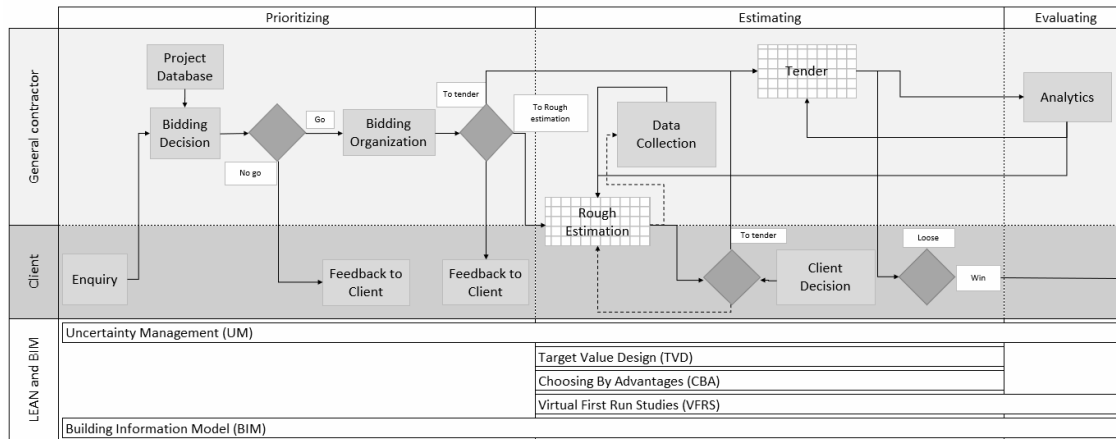 Prioritizing
Estimating
Evaluating
General contractor
Project
Database
Bidding
Decision
Go
No go
Bidding
Organization
To tender
To Rough
estimation
Tender
Data
Collection
Analytics
Rough
Estimation
Client
Enquiry
Feedback to
Client
Feedback to
Client
To tender
Client
Decision
Loose
Win
LEAN and BIM
Uncertainty Management (UM)
Target Value Design (TVD)
Choosing By Advantages (CBA)
Virtual First Run Studies (VFRS)
Building Information Model (BIM)